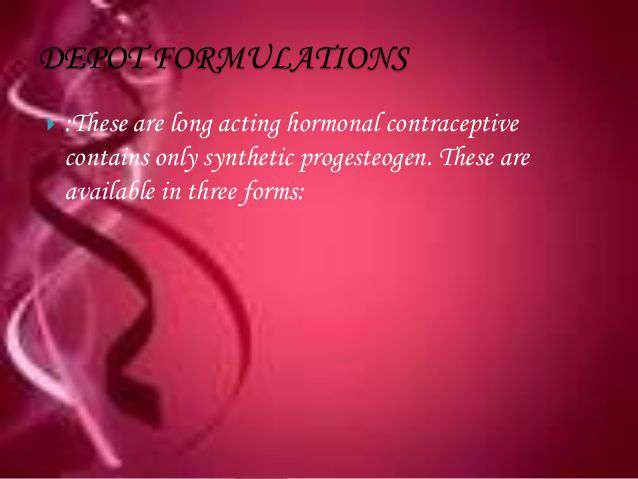 DEPOT FORMULATIONS
:These are long acting hormonal contraceptive
contains only synthetic progesteogen. These are
available in three forms: